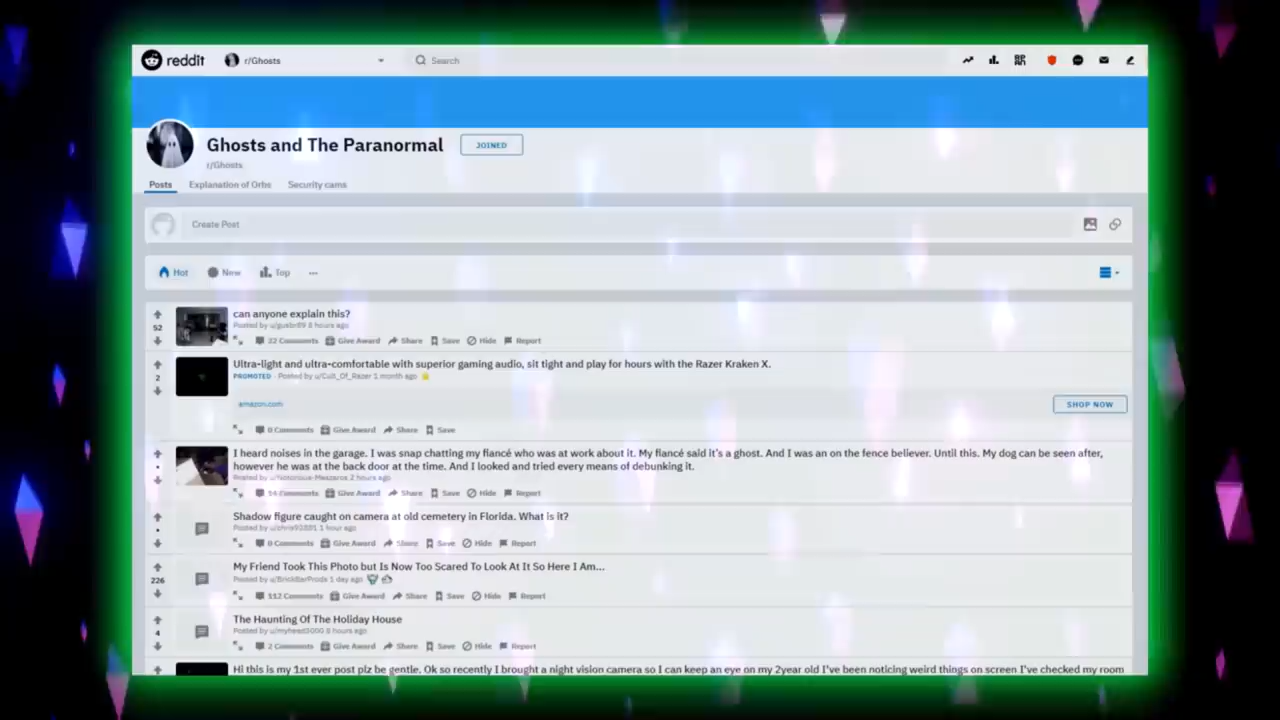 reddit
r/Ghosts
Search
Ghosts and The Paranormal
JOINED
r/Ghosts
Posts
Explanation of Orbs
Security cams
Create Post
Hot
New
Top
can anyone explain this?
52
Posted by 8 hours ago
22 Comments Give Award Share Save Hide Report
Ultra-light and ultra-comfortable with superior gaming audio, sit tight and play for hours with the Razer Kraken X.
2
PROMOTED · Posted by u/Cult_Of_Razer 1 month ago
amazon.com
SHOP NOW
0 Comments Give Award Share Save
I heard noises in the garage. I was snap chatting my fiancé who was at work about it. My fiancé said it's a ghost. And I was an on the fence believer. Until this. My dog can be seen after,
however he was at the back door at the time. And I looked and tried every means of debunking it.
Posted by 2 hours ago
14 Comments Give Award Share Save Hide Report
Shadow figure caught on camera at old cemetery in Florida. What is it?
Posted by 1 hour ago
0 Comments Give Award Share Save Hide Report
My Friend Took This Photo but Is Now Too Scared To Look At It So Here I Am...
226
Posted by u/BrickBarProds 1 day ago
112 Comments Give Award Share Save Hide Report
The Haunting Of The Holiday House
4
Posted by u/myhead5000 8 hours ago
2 Comments Give Award Share Save Hide Report
Hi this is my 1st ever post plz be gentle. Ok so recently I brought a night vision camera so I can keep an eye on my 2year old I've been noticing weird things on screen I've checked my room